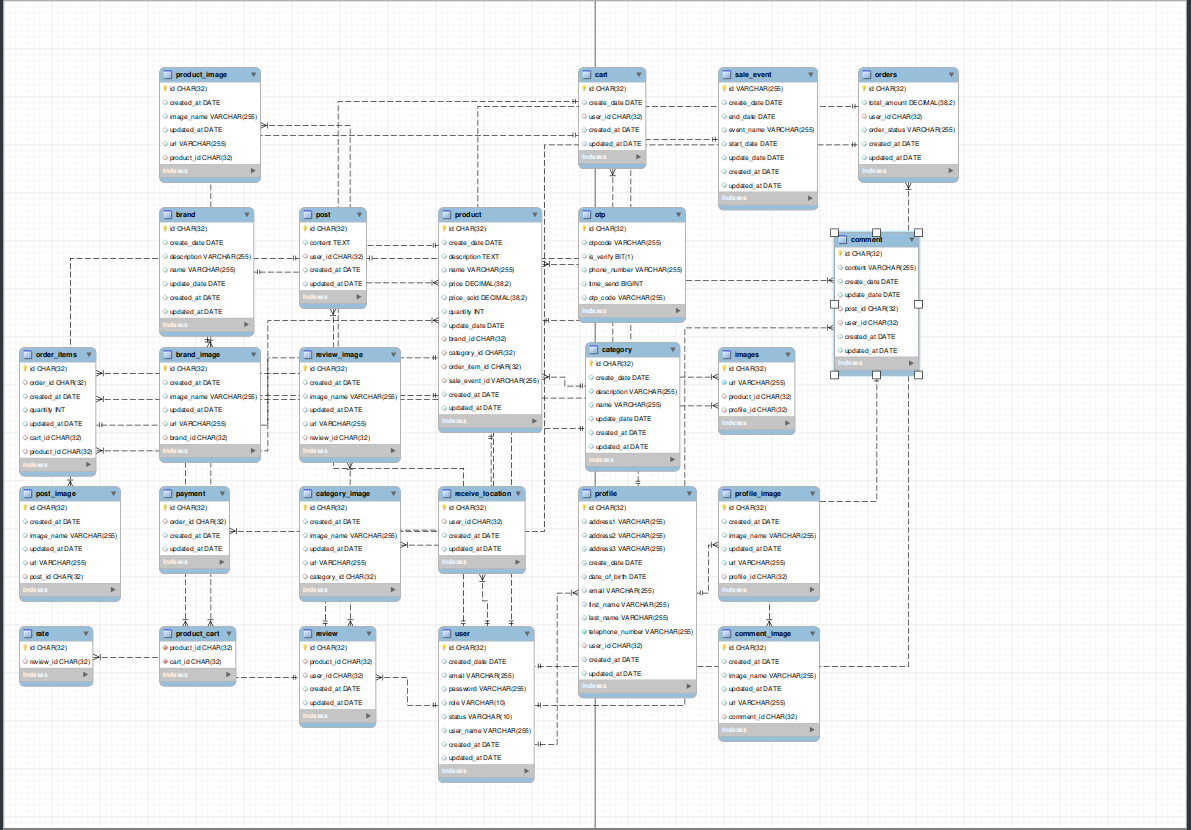 product_image
id CHAR(32)
created_at DATE
image_name VARCHAR(255)
updated_at DATE
url VARCHAR(255)
product_id CHAR(32)
Indexes
cart
id CHAR(32)
create_date DATE
user_id CHAR(32)
created_at DATE
updated_at DATE
Indexes
sale_event
id VARCHAR(255)
create_date DATE
end_date DATE
event_name VARCHAR(255)
start_date DATE
update_date DATE
created_at DATE
updated_at DATE
Indexes
orders
id CHAR(32)
total_amount DECIMAL(38,2)
user_id CHAR(32)
order_status VARCHAR(255)
created_at DATE
updated_at DATE
Indexes
brand
id CHAR(32)
create_date DATE
description VARCHAR(255)
name VARCHAR(255)
update_date DATE
created_at DATE
updated_at DATE
Indexes
post
id CHAR(32)
content TEXT
user_id CHAR(32)
created_at DATE
updated_at DATE
Indexes
product
id CHAR(32)
create_date DATE
description TEXT
name VARCHAR(255)
price DECIMAL(38,2)
price_sold DECIMAL(38,2)
quantity INT
update_date DATE
brand_id CHAR(32)
category_id CHAR(32)
order_item_id CHAR(32)
sale_event_id VARCHAR(255)
created_at DATE
updated_at DATE
Indexes
otp
id CHAR(32)
otpcode VARCHAR(255)
is_verify BIT(1)
phone_number VARCHAR(255)
time_send BIGINT
otp_code VARCHAR(255)
Indexes
comment
id CHAR(32)
content VARCHAR(255)
create_date DATE
update_date DATE
post_id CHAR(32)
user_id CHAR(32)
created_at DATE
updated_at DATE
Indexes
order_items
id CHAR(32)
order_id CHAR(32)
created_at DATE
quantity INT
updated_at DATE
cart_id CHAR(32)
product_id CHAR(32)
Indexes
brand_image
id CHAR(32)
created_at DATE
image_name VARCHAR(255)
updated_at DATE
url VARCHAR(255)
brand_id CHAR(32)
Indexes
review_image
id CHAR(32)
created_at DATE
image_name VARCHAR(255)
updated_at DATE
url VARCHAR(255)
review_id CHAR(32)
Indexes
category
id CHAR(32)
create_date DATE
description VARCHAR(255)
name VARCHAR(255)
update_date DATE
created_at DATE
updated_at DATE
Indexes
images
id CHAR(32)
url VARCHAR(255)
product_id CHAR(32)
profile_id CHAR(32)
Indexes
post_image
id CHAR(32)
created_at DATE
image_name VARCHAR(255)
updated_at DATE
url VARCHAR(255)
post_id CHAR(32)
Indexes
payment
id CHAR(32)
order_id CHAR(32)
created_at DATE
updated_at DATE
Indexes
category_image
id CHAR(32)
created_at DATE
image_name VARCHAR(255)
updated_at DATE
url VARCHAR(255)
category_id CHAR(32)
Indexes
receive_location
id CHAR(32)
user_id CHAR(32)
created_at DATE
updated_at DATE
Indexes
profile
id CHAR(32)
address1 VARCHAR(255)
address2 VARCHAR(255)
address3 VARCHAR(255)
create_date DATE
date_of_birth DATE
email VARCHAR(255)
first_name VARCHAR(255)
last_name VARCHAR(255)
telephone_number VARCHAR(255)
user_id CHAR(32)
created_at DATE
updated_at DATE
Indexes
profile_image
id CHAR(32)
created_at DATE
image_name VARCHAR(255)
updated_at DATE
url VARCHAR(255)
profile_id CHAR(32)
Indexes
rate
id CHAR(32)
review_id CHAR(32)
Indexes
product_cart
product_id CHAR(32)
cart_id CHAR(32)
Indexes
review
id CHAR(32)
product_id CHAR(32)
user_id CHAR(32)
created_at DATE
updated_at DATE
Indexes
user
id CHAR(32)
created_date DATE
email VARCHAR(255)
password VARCHAR(255)
role VARCHAR(10)
status VARCHAR(10)
user_name VARCHAR(255)
created_at DATE
updated_at DATE
Indexes
comment_image
id CHAR(32)
created_at DATE
image_name VARCHAR(255)
updated_at DATE
url VARCHAR(255)
comment_id CHAR(32)
Indexes